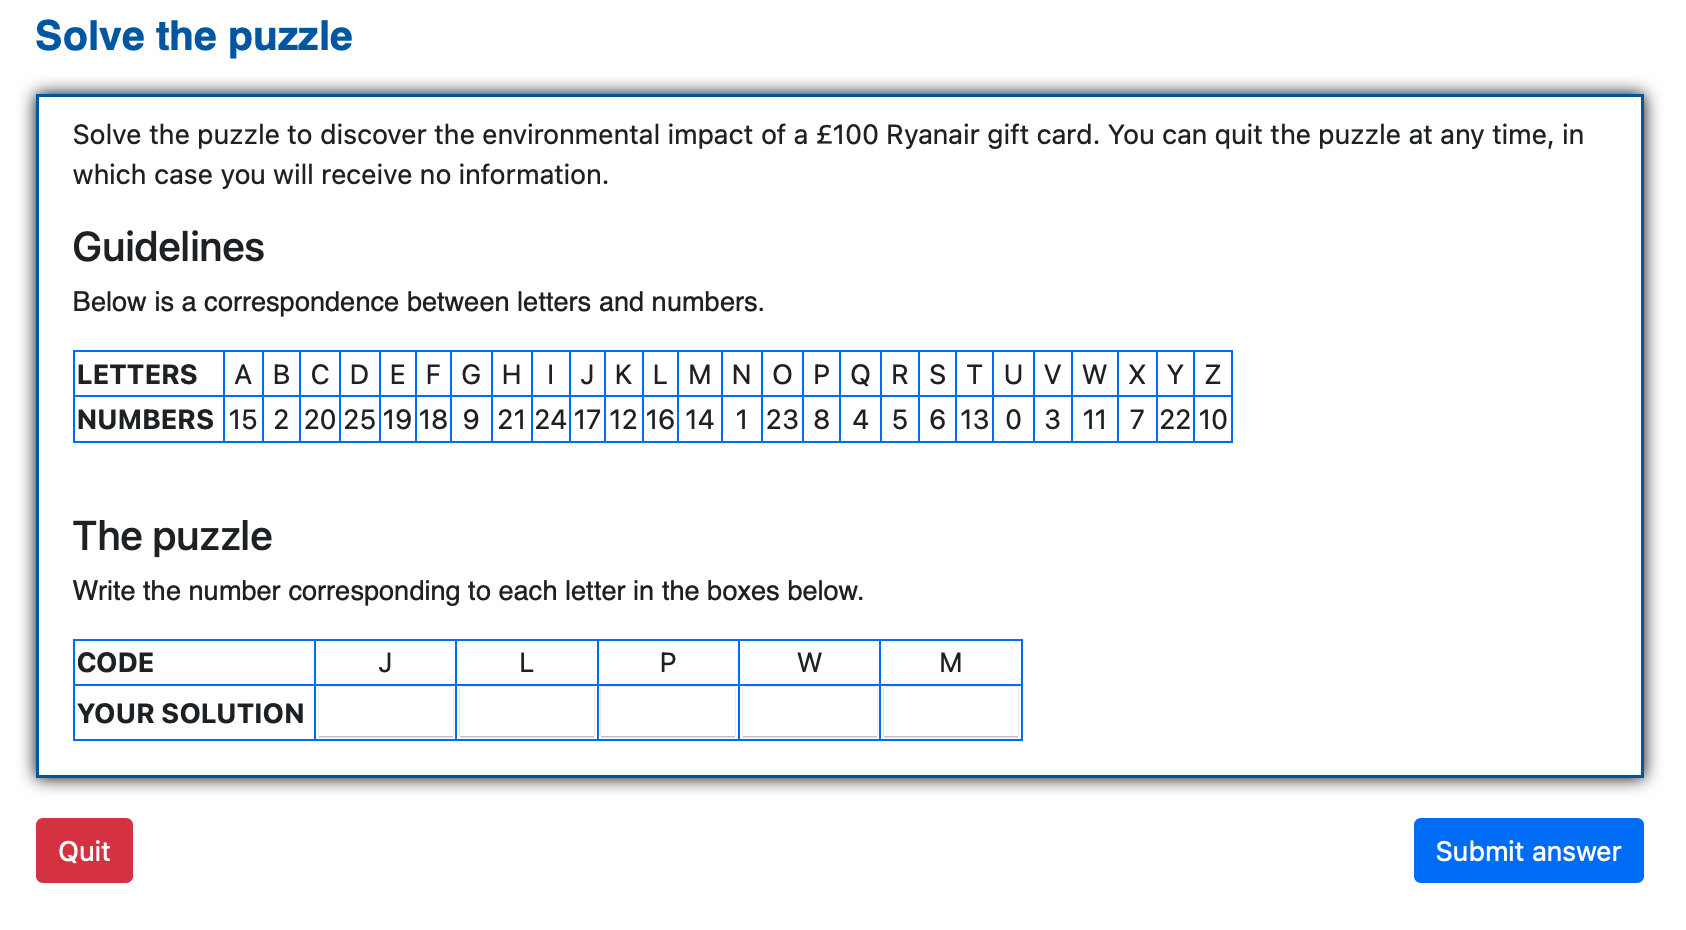 Solve the puzzle
Solve the puzzle to discover the environmental impact of a £100 Ryanair gift card. You can quit the puzzle at any time, in
which case you will receive no information.
Guidelines
Below is a correspondence between letters and numbers.
LETTERS A B C D E F G H I J K L M N O P Q R S T U V W X Y Z
NUMBERS 15 2 20 25 19 18 9 21 24 17 12 16 14 1 23 8 4 5 6 13 0 3 11 7 22 10
The puzzle
Write the number corresponding to each letter in the boxes below.
CODE J L P W M
YOUR SOLUTION
Quit Submit answer